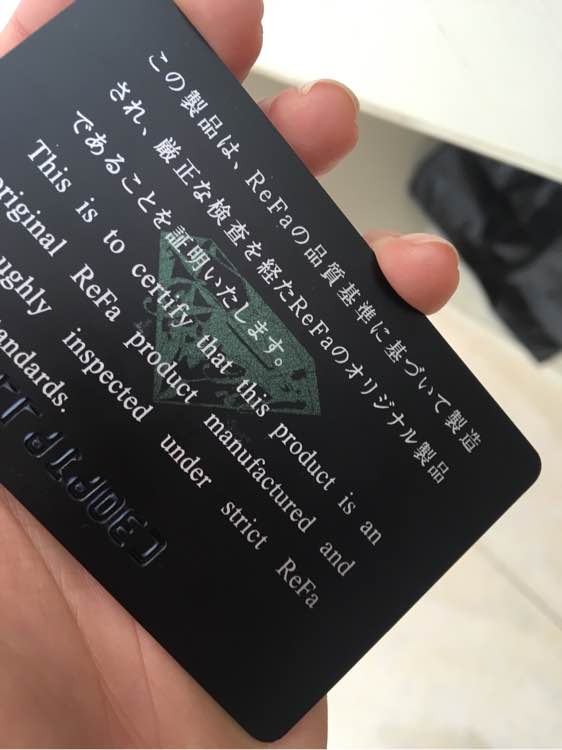 この製品は、ReFaの品質基準に基づいて製造
され、厳正な検査を経たReFaのオリジナル製品
であることを証明いたします。
This is to certify that this product is an
original ReFa product manufactured and
inspected under strict ReFa